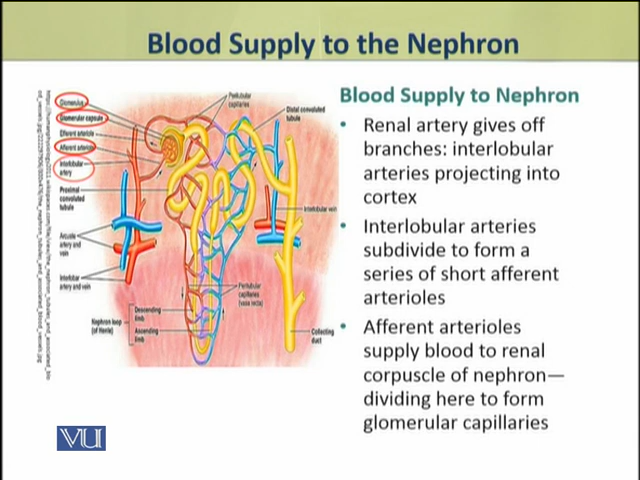 Blood Supply to the Nephron
Blood Supply to Nephron
• Renal artery gives off
branches: interlobular
arteries projecting into
cortex
• Interlobular arteries
subdivide to form a
series of short afferent
arterioles
• Afferent arterioles
supply blood to renal
corpuscle of nephron—
dividing here to form
glomerular capillaries
Glomerulus
Glomerular capsule
Efferent arteriole
Afferent arteriole
Interlobular
artery
Proximal
convoluted
tubule
Arcuate
artery and
vein
Interlobar
artery and vein
Nephron loop
(of Henle)
Descending
limb
Ascending
limb
Peritubular
capillaries
Distal convoluted
tubule
Interlobular vein
Peritubular
capillaries
(vasa recta)
Collecting
duct
VU